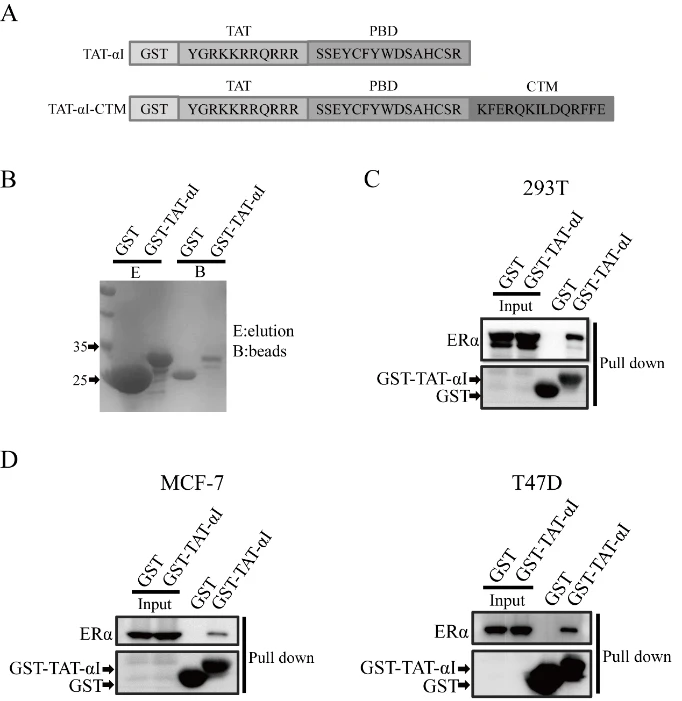 A
TAT PBD
TAT-αI GST YGRKKRRQRRR SSEYCFYWDSAHCSR
TAT PBD CTM
TAT-αI-CTM GST YGRKKRRQRRR SSEYCFYWDSAHCSR KFERQKILDQRFFE
B
GST GST-TAT-αI GST GST-TAT-αI
E B
35
25
E:elution
B:beads
C
293T
GST GST-TAT-αI GST GST-TAT-αI
Input
ERα
GST-TAT-αI
GST
Pull down
D
MCF-7
GST GST-TAT-αI GST GST-TAT-αI
Input
ERα
GST-TAT-αI
GST
Pull down
T47D
GST GST-TAT-αI GST GST-TAT-αI
Input
ERα
GST-TAT-αI
GST
Pull down